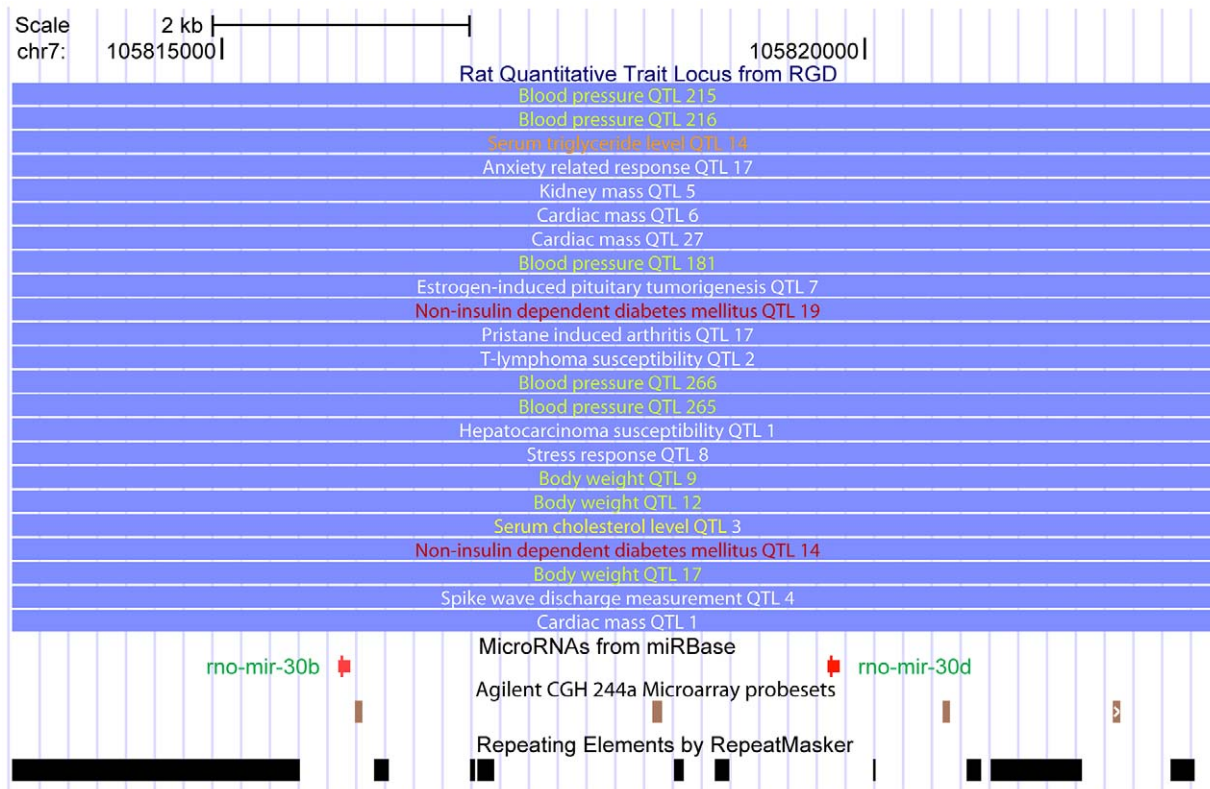 Scale 2 kb
chr7: 105815000 105820000
Rat Quantitative Trait Locus from RGD
Blood pressure QTL 215
Blood pressure QTL 216
Serum triglyceride level QTL 14
Anxiety related response QTL 17
Kidney mass QTL 5
Cardiac mass QTL 6
Cardiac mass QTL 27
Blood pressure QTL 181
Estrogen-induced pituitary tumorigenesis QTL 7
Non-insulin dependent diabetes mellitus QTL 19
Pristane induced arthritis QTL 17
T-lymphoma susceptibility QTL 2
Blood pressure QTL 266
Blood pressure QTL 265
Hepatocarcinoma susceptibility QTL 1
Stress response QTL 8
Body weight QTL 9
Body weight QTL 12
Serum cholesterol level QTL 3
Non-insulin dependent diabetes mellitus QTL 14
Body weight QTL 17
Spike wave discharge measurement QTL 4
Cardiac mass QTL 1
MicroRNAs from miRBase
rno-mir-30b rno-mir-30d
Agilent CGH 244a Microarray probesets
Repeating Elements by RepeatMasker